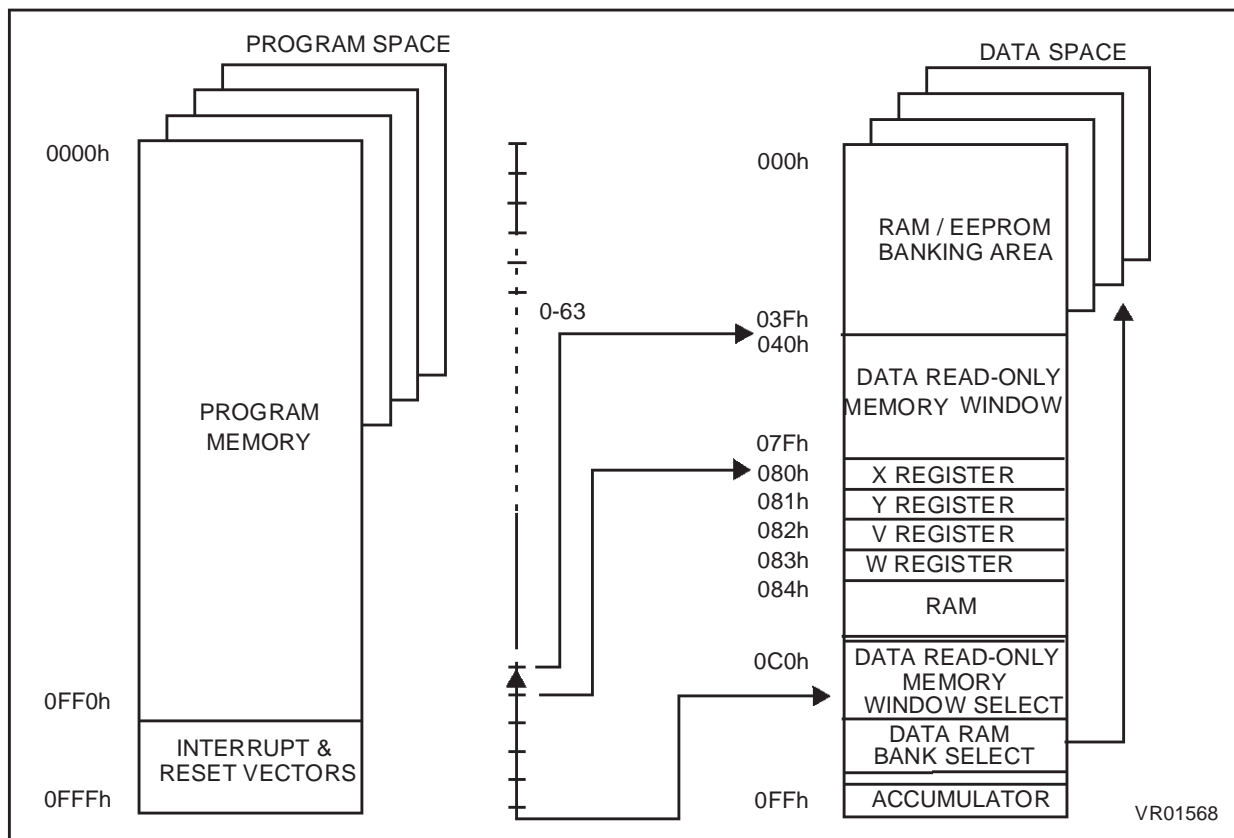 PROGRAM SPACE
0000h
PROGRAM
MEMORY
0FF0h
INTERRUPT &
RESET VECTORS
0FFFh
0-63
DATA SPACE
000h
RAM / EEPROM
BANKING AREA
03Fh
040h
DATA READ-ONLY
MEMORY WINDOW
07Fh
080h
X REGISTER
081h
Y REGISTER
082h
V REGISTER
083h
W REGISTER
084h
RAM
0C0h
DATA READ-ONLY
MEMORY
WINDOW SELECT
DATA RAM
BANK SELECT
0FFh
ACCUMULATOR
VR01568